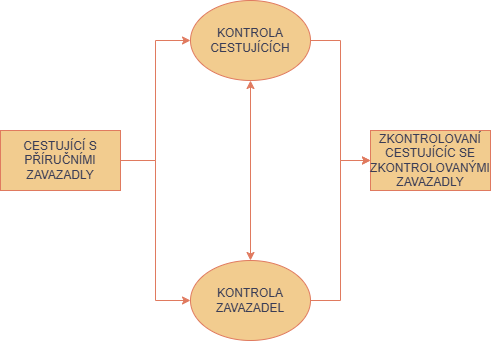 KONTROLA
CESTUJÍCÍCH
CESTUJÍCÍ S
PŘÍRUČNÍMI
ZAVAZADLY
ZKONTROLOVANÍ
CESTUJÍCÍC SE
ZKONTROLOVANÝMI
ZAVAZADLY
KONTROLA
ZAVAZADEL